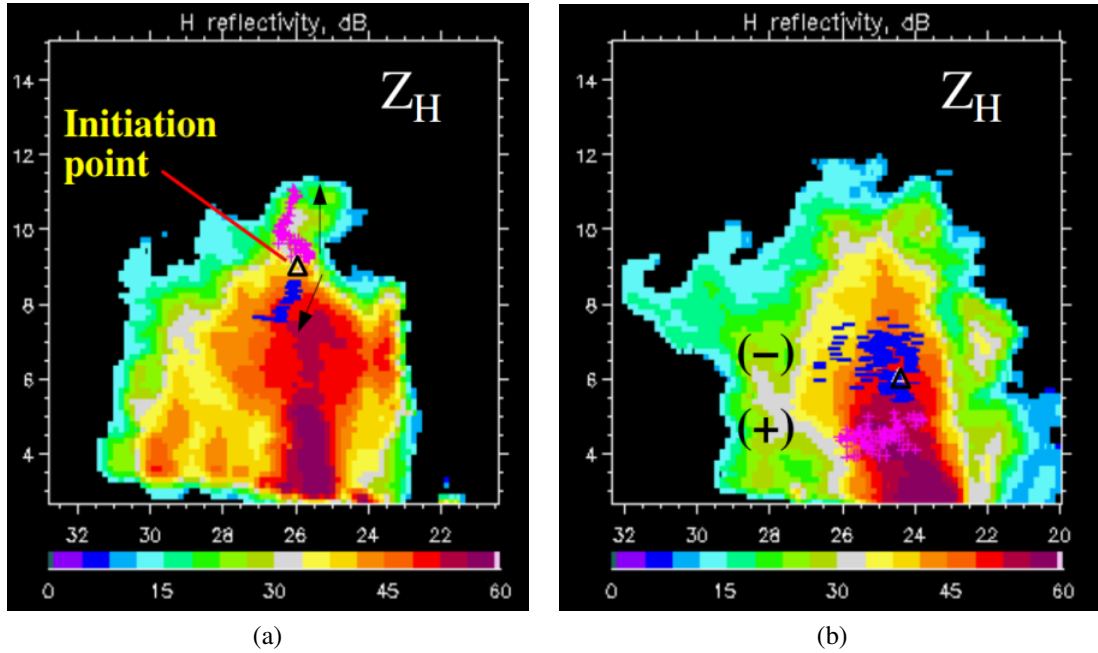 H reflectivity, dB
14
12
10
8
6
4
Z_H
Initiation
point
32 30 28 26 24 22
0 15 30 45 60
(a)
H reflectivity, dB
14
12
10
8
6
4
Z_H
(−)
(+)
32 30 28 26 24 22 20
0 15 30 45 60
(b)